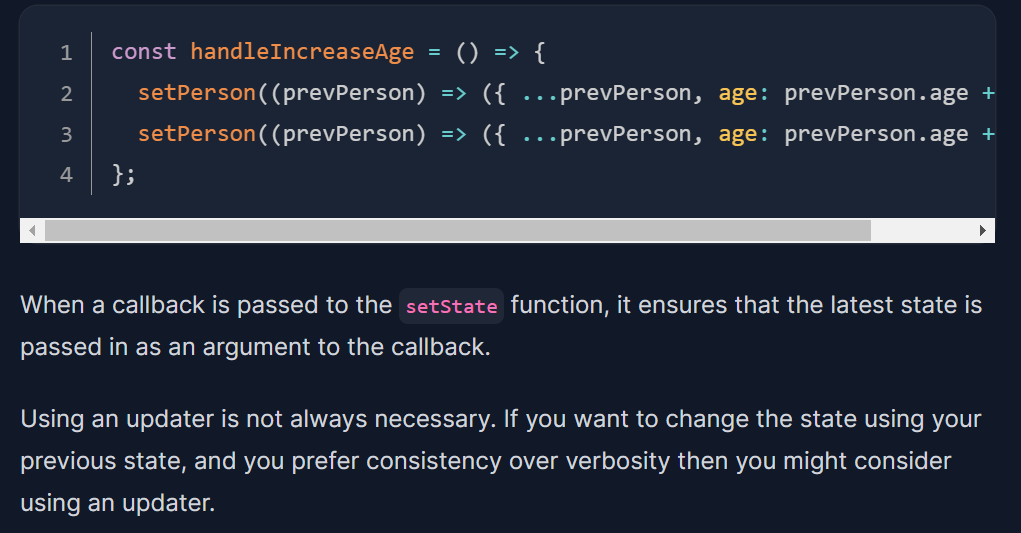 1 const handleIncreaseAge = () => {
2 setPerson((prevPerson) => ({ ...prevPerson, age: prevPerson.age +
3 setPerson((prevPerson) => ({ ...prevPerson, age: prevPerson.age +
4 };
When a callback is passed to the setState function, it ensures that the latest state is
passed in as an argument to the callback.
Using an updater is not always necessary. If you want to change the state using your
previous state, and you prefer consistency over verbosity then you might consider
using an updater.